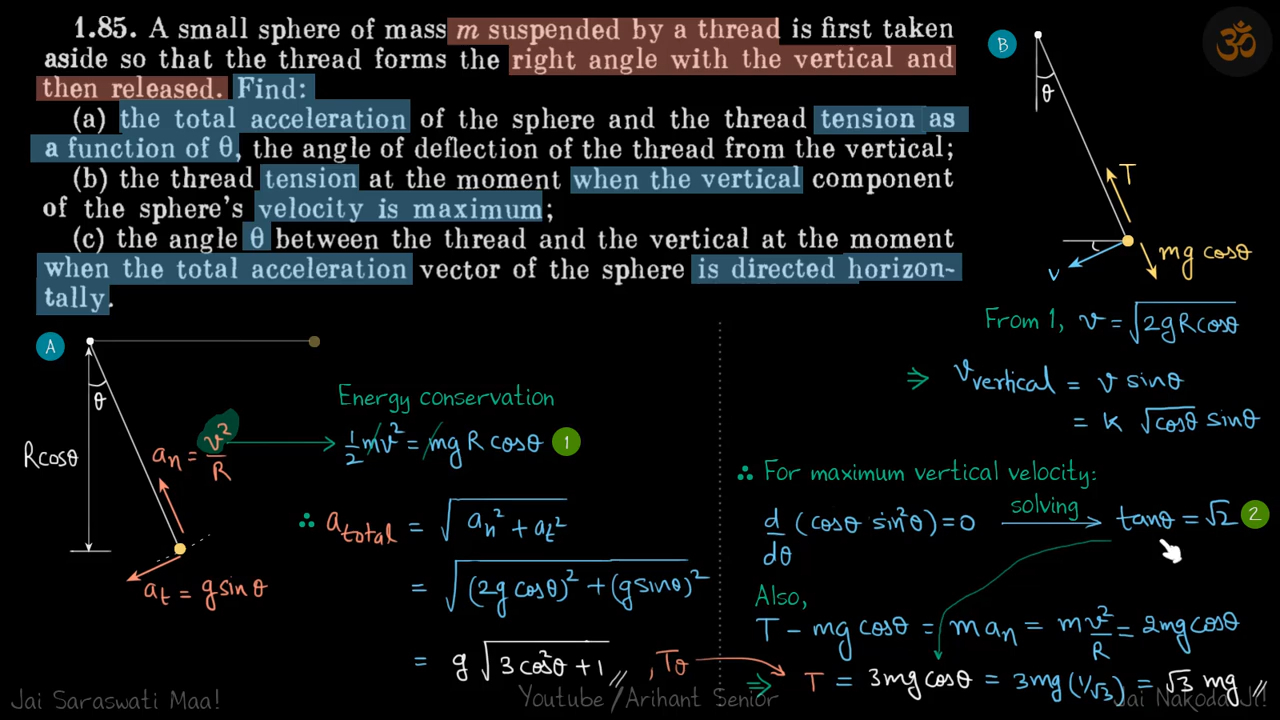 1.85. A small sphere of mass m suspended by a thread is first taken
aside so that the thread forms the right angle with the vertical and
then released. Find:
(a) the total acceleration of the sphere and the thread tension as
a function of θ, the angle of deflection of the thread from the vertical;
(b) the thread tension at the moment when the vertical component
of the sphere's velocity is maximum;
(c) the angle θ between the thread and the vertical at the moment
when the total acceleration vector of the sphere is directed horizon-
tally.
ॐ
B
θ
T
mg cosθ
v
A
θ
Rcosθ
a_n = v²/R
a_t = g sin θ
Energy conservation
½mv² = mg R cosθ 1
∴ a_total = √(a_n² + a_t²)
= √((2g cosθ)² + (g sinθ)²)
= g √(3 cos²θ + 1) // , T_θ
From 1, v = √(2gRcosθ)
⇒ v_vertical = v sinθ
= k √cosθ sinθ
∴ For maximum vertical velocity:
d/dθ (cosθ sin²θ) = 0 solving → tanθ = √2 2
Also,
T − mg cosθ = m a_n = m v²/R = 2mg cosθ
⇒ T = 3mg cosθ = 3mg (1/√3) = √3 mg //
Jai Saraswati Maa! Youtube / Arihant Senior Jai Nakoda Ji!